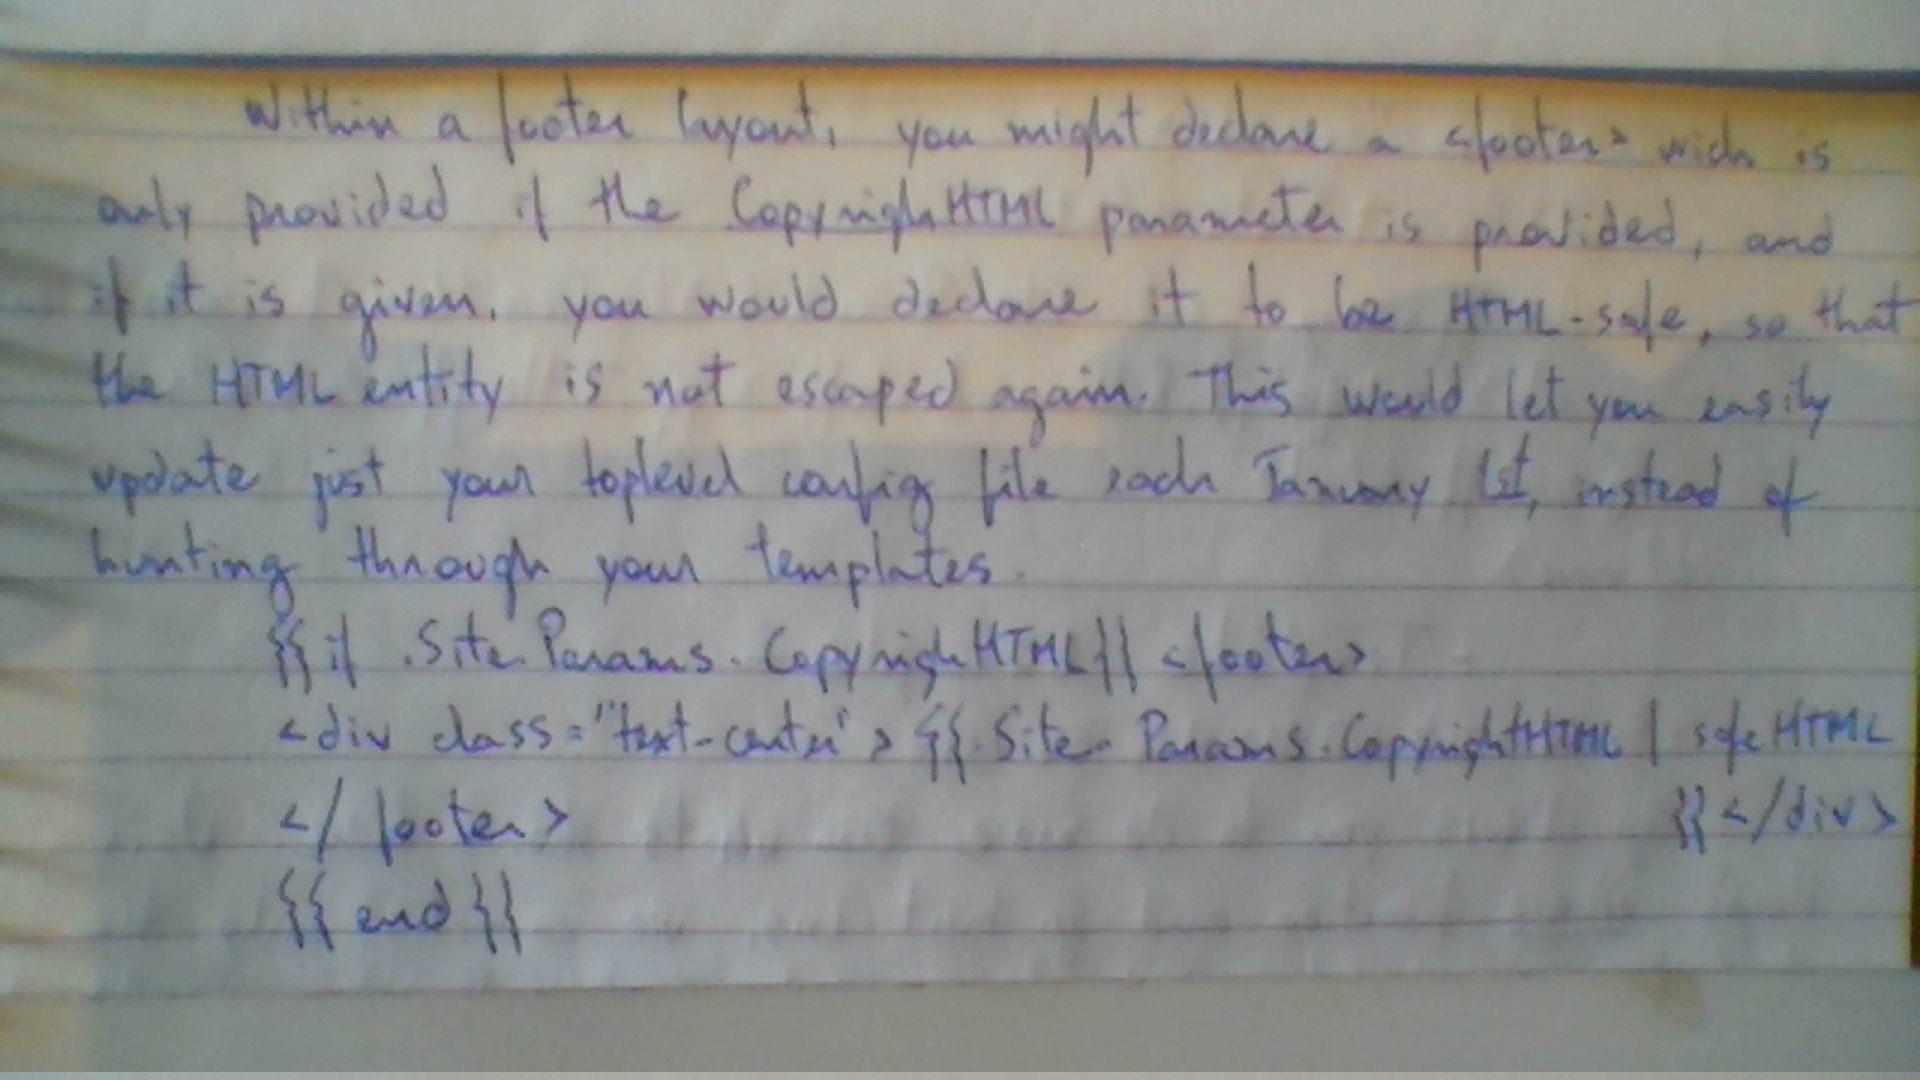 Within a footer layout, you might declare a <footer> wich is
only provided if the CopyrighHTML parameter is provided, and
if it is given, you would declare it to be HTML-safe, so that
the HTML entity is not escaped again. This would let you easily
update just your toplevel config file each January 1st, instead of
hunting through your templates.
{{ if .Site.Params.CopyrighHTML}} <footer>
<div class="text-center"> {{.Site.Params.CopyrightHTML | safeHTML
}}</div>
</footer>
{{ end }}